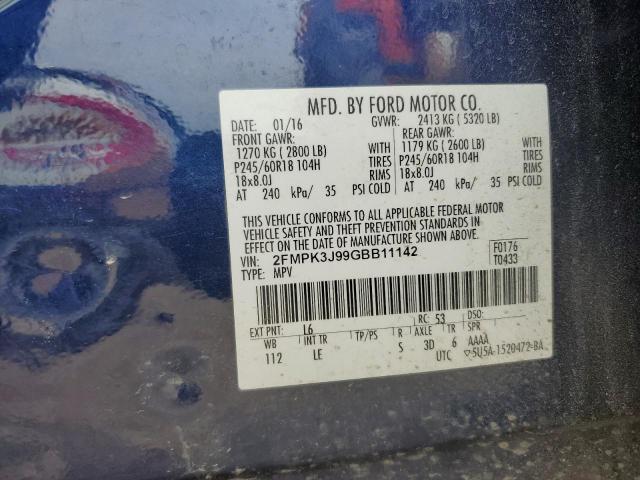 MFD. BY FORD MOTOR CO.
DATE: 01/16 GVWR: 2413 KG ( 5320 LB)
FRONT GAWR: REAR GAWR:
1270 KG ( 2800 LB) WITH 1179 KG ( 2600 LB) WITH
P245/60R18 104H TIRES P245/60R18 104H TIRES
18x8.0J RIMS 18x8.0J RIMS
AT 240 kPa/ 35 PSI COLD AT 240 kPa/ 35 PSI COLD
THIS VEHICLE CONFORMS TO ALL APPLICABLE FEDERAL MOTOR
VEHICLE SAFETY AND THEFT PREVENTION STANDARDS IN
EFFECT ON THE DATE OF MANUFACTURE SHOWN ABOVE.
VIN: 2FMPK3J99GBB11142 F0176
TYPE: MPV T0433
EXT PNT: L6 RC: 53 DSO:
WB INT TR TP/PS R AXLE TR SPR
112 LE S 3D 6 AAAA
UTC ▽5U5A-1520472-BA